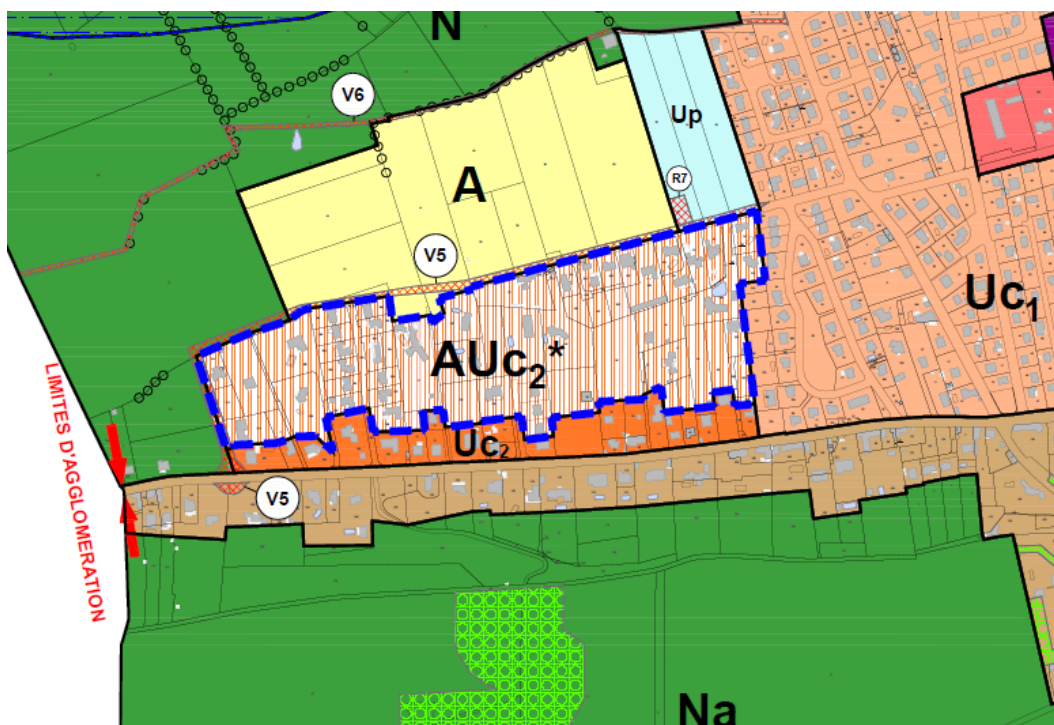 N
V6
Up
A
R7
V5
Uc1
AUc2*
Uc2
V5
LIMITES D'AGGLOMERATION
Na